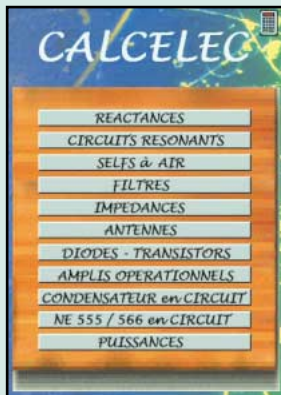 CALCELEC
REACTANCES
CIRCUITS RESONANTS
SELFS à AIR
FILTRES
IMPEDANCES
ANTENNES
DIODES - TRANSISTORS
AMPLIS OPERATIONNELS
CONDENSATEUR en CIRCUIT
NE 555 / 566 en CIRCUIT
PUISSANCES